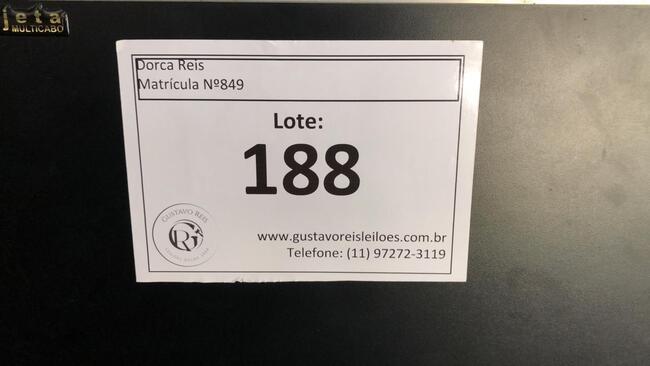 jeta
MULTICABO
Dorca Reis
Matrícula Nº849
Lote:
188
GUSTAVO REIS
GR
www.gustavoreisleiloes.com.br
Telefone: (11) 97272-3119